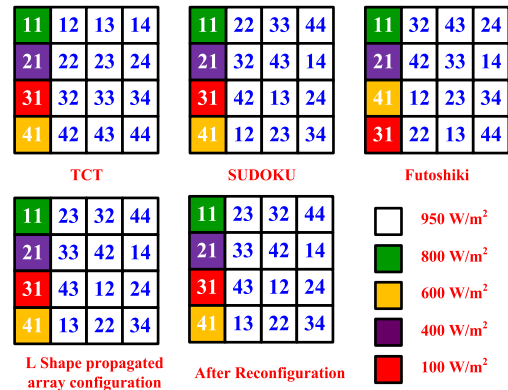 11 12 13 14
21 22 23 24
31 32 33 34
41 42 43 44
TCT
11 22 33 44
21 32 43 14
31 42 13 24
41 12 23 34
SUDOKU
11 32 43 24
21 42 33 14
41 12 23 34
31 22 13 44
Futoshiki
11 23 32 44
21 33 42 14
31 43 12 24
41 13 22 34
L Shape propagated
array configuration
11 23 32 44
21 33 42 14
31 43 12 24
41 13 22 34
After Reconfiguration
950 W/m²
800 W/m²
600 W/m²
400 W/m²
100 W/m²